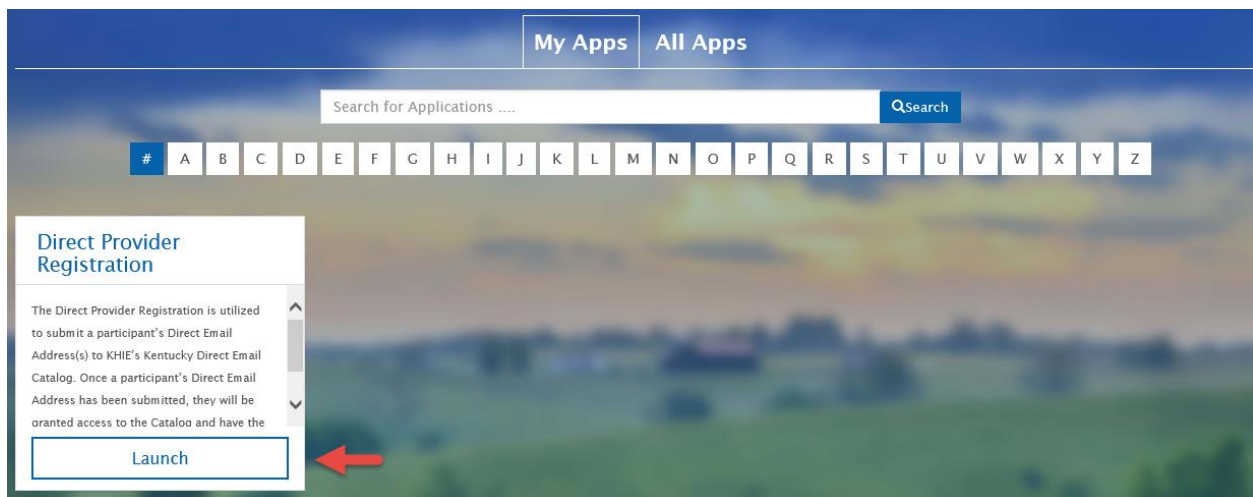 My Apps All Apps
Search for Applications ....
Search
# A B C D E F G H I J K L M N O P Q R S T U V W X Y Z
Direct Provider
Registration
The Direct Provider Registration is utilized
to submit a participant's Direct Email
Address(s) to KHIE's Kentucky Direct Email
Catalog. Once a participant's Direct Email
Address has been submitted, they will be
granted access to the Catalog and have the
Launch